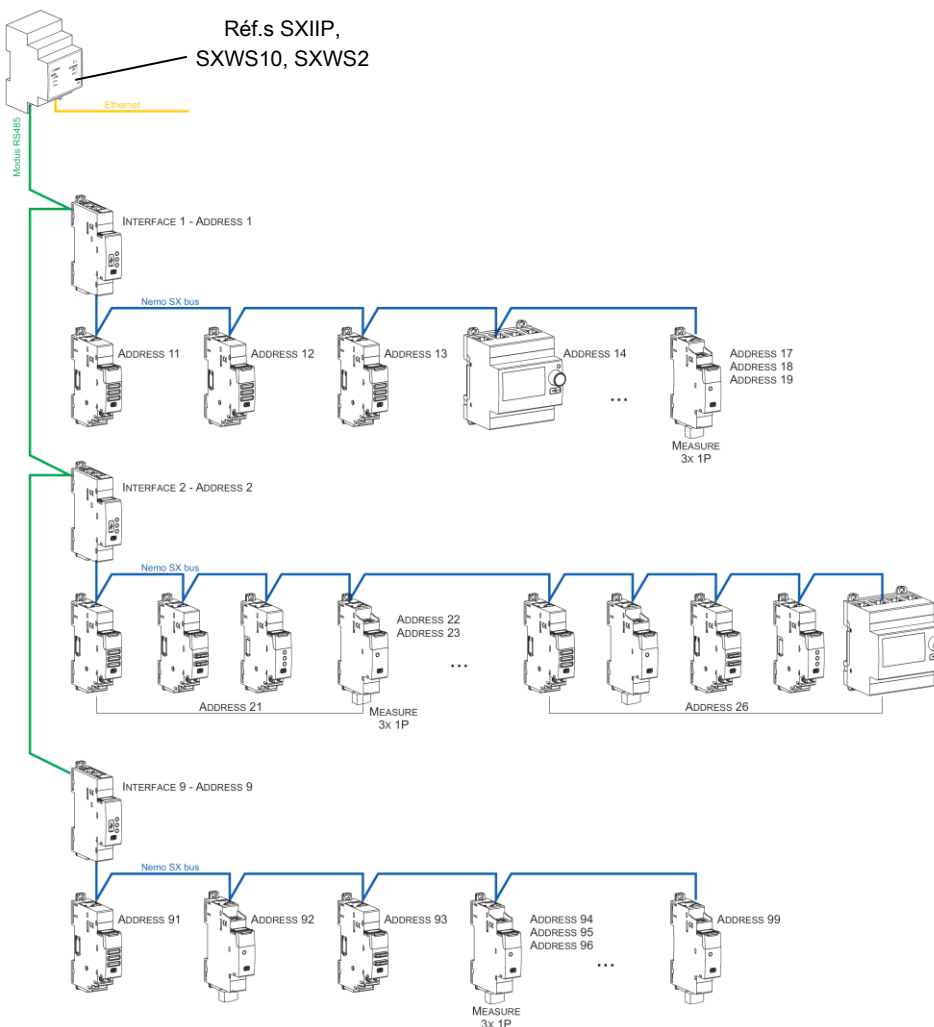 Réf.s SXIIP,
SXWS10, SXWS2
Ethernet
Modus RS485
INTERFACE 1 - ADDRESS 1
Nemo SX bus
ADDRESS 11
ADDRESS 12
ADDRESS 13
ADDRESS 14
...
ADDRESS 17
ADDRESS 18
ADDRESS 19
MEASURE
3X 1P
INTERFACE 2 - ADDRESS 2
Nemo SX bus
ADDRESS 22
ADDRESS 23
...
ADDRESS 21
MEASURE
3X 1P
ADDRESS 26
INTERFACE 9 - ADDRESS 9
Nemo SX bus
ADDRESS 91
ADDRESS 92
ADDRESS 93
ADDRESS 94
ADDRESS 95
ADDRESS 96
...
ADDRESS 99
MEASURE
3X 1P